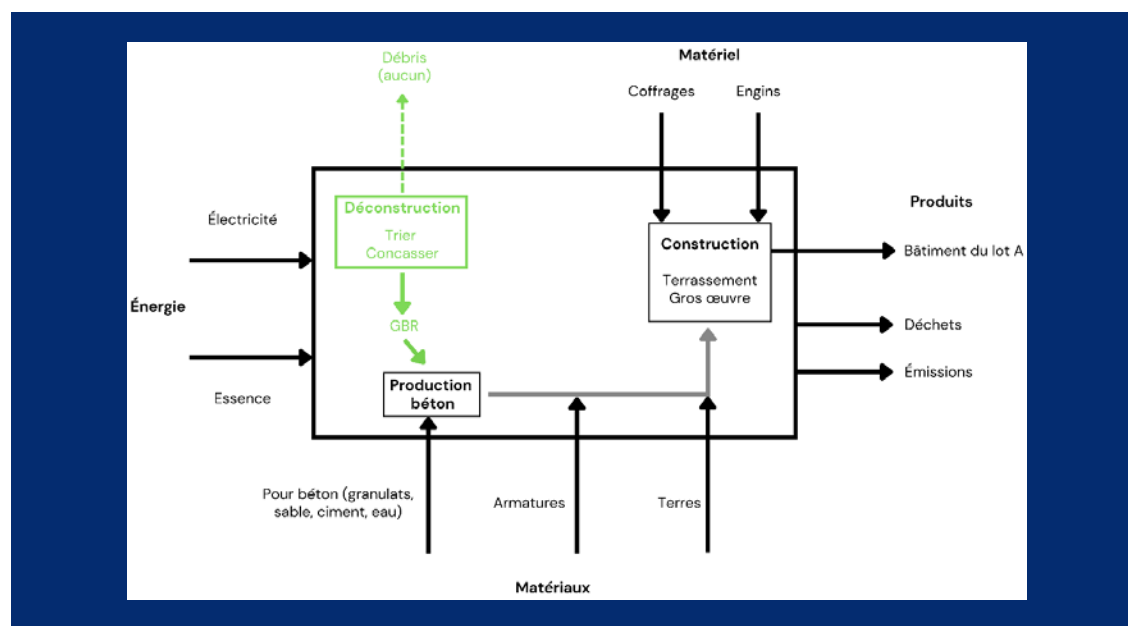 Débris
(aucun)
Matériel
Coffrages
Engins
Déconstruction
Trier
Concasser
Électricité
Énergie
Essence
GBR
Production
béton
Construction
Terrassement
Gros œuvre
Produits
Bâtiment du lot A
Déchets
Émissions
Pour béton (granulats,
sable, ciment, eau)
Armatures
Terres
Matériaux